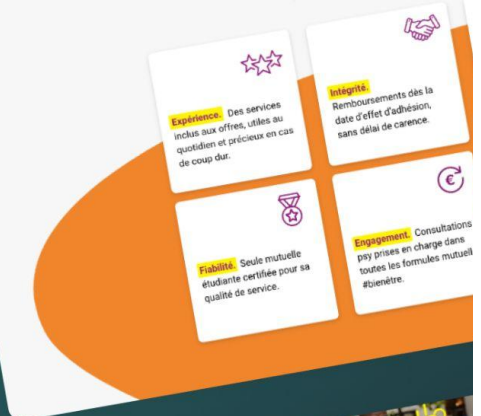 Expérience. Des services
inclus aux offres, utiles au
quotidien et précieux en cas
de coup dur.
Intégrité.
Remboursements dès la
date d'effet d'adhésion,
sans délai de carence.
Fiabilité. Seule mutuelle
étudiante certifiée pour sa
qualité de service.
Engagement. Consultations
psy prises en charge dans
toutes les formules
#bienêtre.